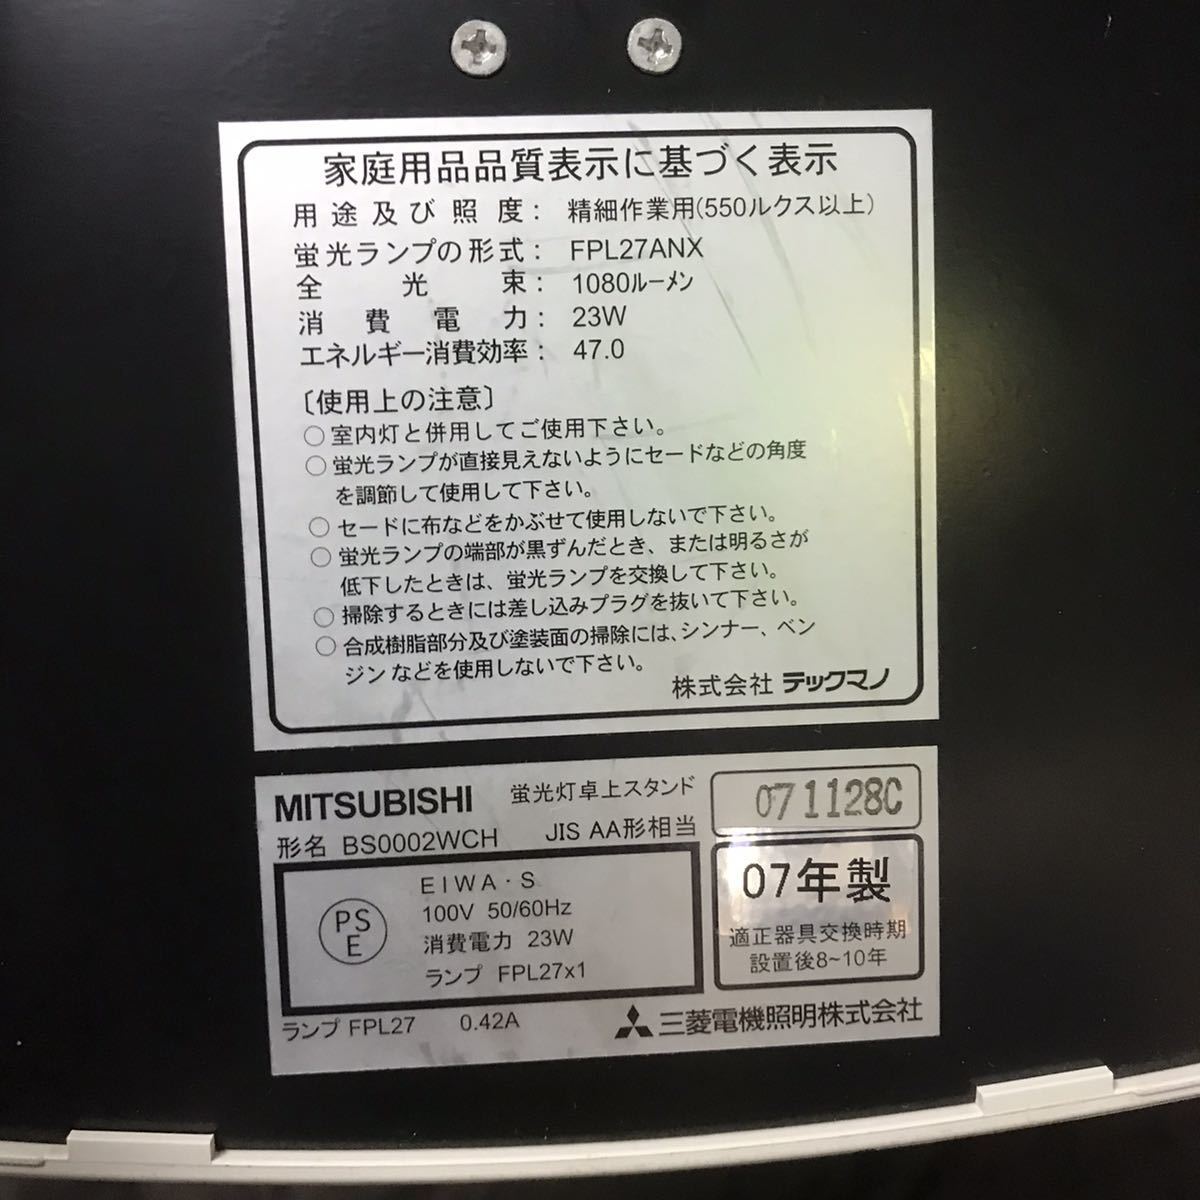 家庭用品品質表示に基づく表示
用途及び照度： 精細作業用(550ルクス以上)
蛍光ランプの形式： FPL27ANX
全光束： 1080ルーメン
消費電力： 23W
エネルギー消費効率： 47.0
〔使用上の注意〕
○室内灯と併用してご使用下さい。
○蛍光ランプが直接見えないようにセードなどの角度
を調節して使用して下さい。
○セードに布などをかぶせて使用しないで下さい。
○蛍光ランプの端部が黒ずんだとき、または明るさが
低下したときは、蛍光ランプを交換して下さい。
○掃除するときには差し込みプラグを抜いて下さい。
○合成樹脂部分及び塗装面の掃除には、シンナー、ベン
ジンなどを使用しないで下さい。
株式会社 テックマノ
MITSUBISHI 蛍光灯卓上スタンド
形名 BS0002WCH JIS AA形相当
071128C
EIWA・S
100V 50/60Hz
消費電力 23W
ランプ FPL27x1
PS
E
07年製
適正器具交換時期
設置後8~10年
ランプ FPL27 0.42A
三菱電機照明株式会社